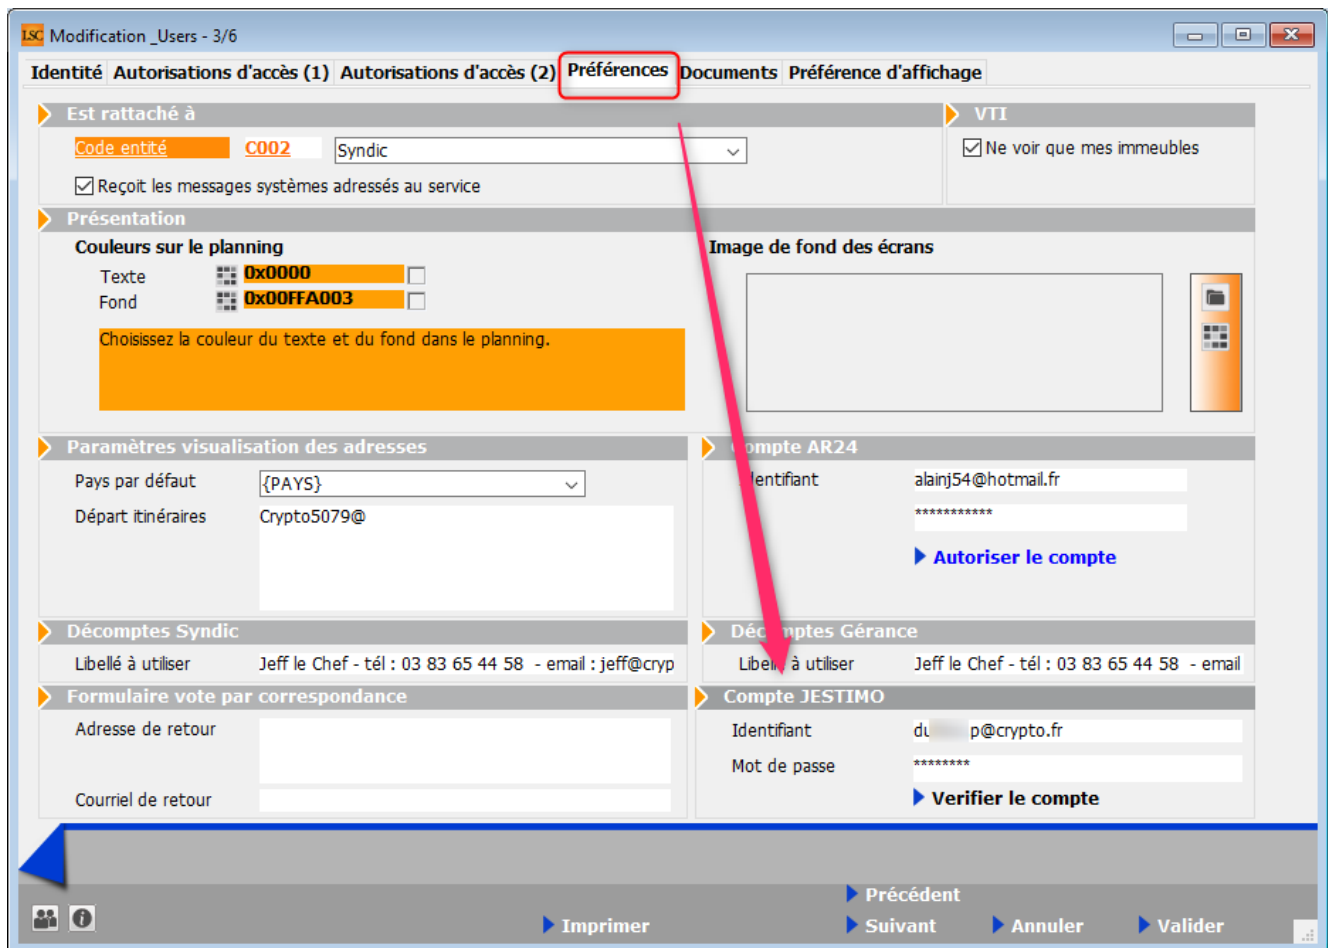 LSC Modification _Users - 3/6
Identité Autorisations d'accès (1) Autorisations d'accès (2) Préférences Documents Préférence d'affichage
Est rattaché à
VTI
Code entité C002 Syndic
Ne voir que mes immeubles
Reçoit les messages systèmes adressés au service
Présentation
Couleurs sur le planning
Image de fond des écrans
Texte 0x0000
Fond 0x00FFA003
Choisissez la couleur du texte et du fond dans le planning.
Paramètres visualisation des adresses
Compte AR24
Pays par défaut {PAYS}
Identifiant alainj54@hotmail.fr
Départ itinéraires Crypto5079@
***********
Autoriser le compte
Décomptes Syndic
Décomptes Gérance
Libellé à utiliser Jeff le Chef - tél : 03 83 65 44 58 - email : jeff@cryp
Libellé à utiliser Jeff le Chef - tél : 03 83 65 44 58 - email
Formulaire vote par correspondance
Compte JESTIMO
Adresse de retour
Identifiant du p@crypto.fr
Mot de passe ********
Courriel de retour
Verifier le compte
Précédent
Imprimer Suivant Annuler Valider